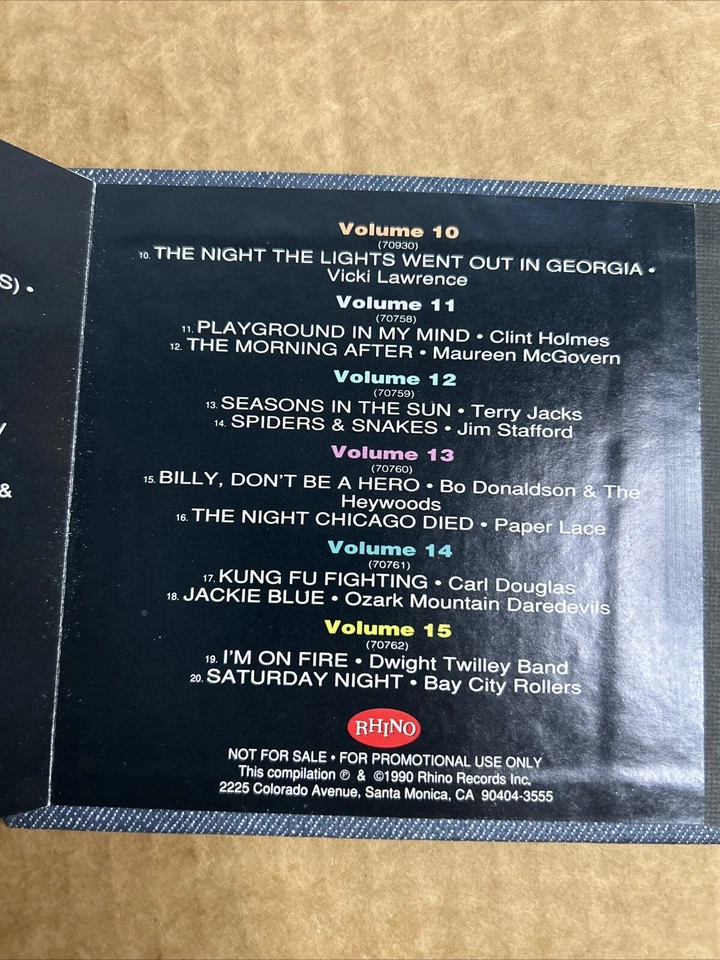 S) •
y
&
Volume 10
(70930)
10. THE NIGHT THE LIGHTS WENT OUT IN GEORGIA •
Vicki Lawrence
Volume 11
(70758)
11. PLAYGROUND IN MY MIND • Clint Holmes
12. THE MORNING AFTER • Maureen McGovern
Volume 12
(70759)
13. SEASONS IN THE SUN • Terry Jacks
14. SPIDERS & SNAKES • Jim Stafford
Volume 13
(70760)
15. BILLY, DON'T BE A HERO • Bo Donaldson & The
Heywoods
16. THE NIGHT CHICAGO DIED • Paper Lace
Volume 14
(70761)
17. KUNG FU FIGHTING • Carl Douglas
18. JACKIE BLUE • Ozark Mountain Daredevils
Volume 15
(70762)
19. I'M ON FIRE • Dwight Twilley Band
20. SATURDAY NIGHT • Bay City Rollers
RHINO
NOT FOR SALE • FOR PROMOTIONAL USE ONLY
This compilation ℗ & ©1990 Rhino Records Inc.
2225 Colorado Avenue, Santa Monica, CA 90404-3555